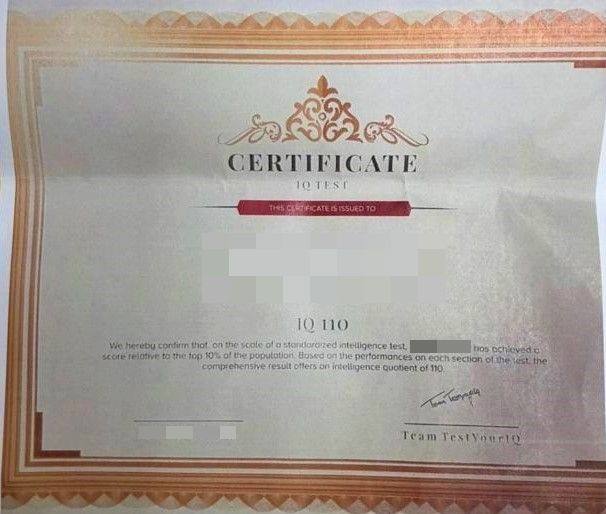 CERTIFICATE
IQ TEST
THIS CERTIFICATE IS ISSUED TO
IQ 110
We hereby confirm that, on the scale of a standardized intelligence test, has achieved a
score relative to the top 10% of the population. Based on the performances on each section of the test, the
comprehensive result offers an intelligence quotient of 110.
Team TestYourIQ